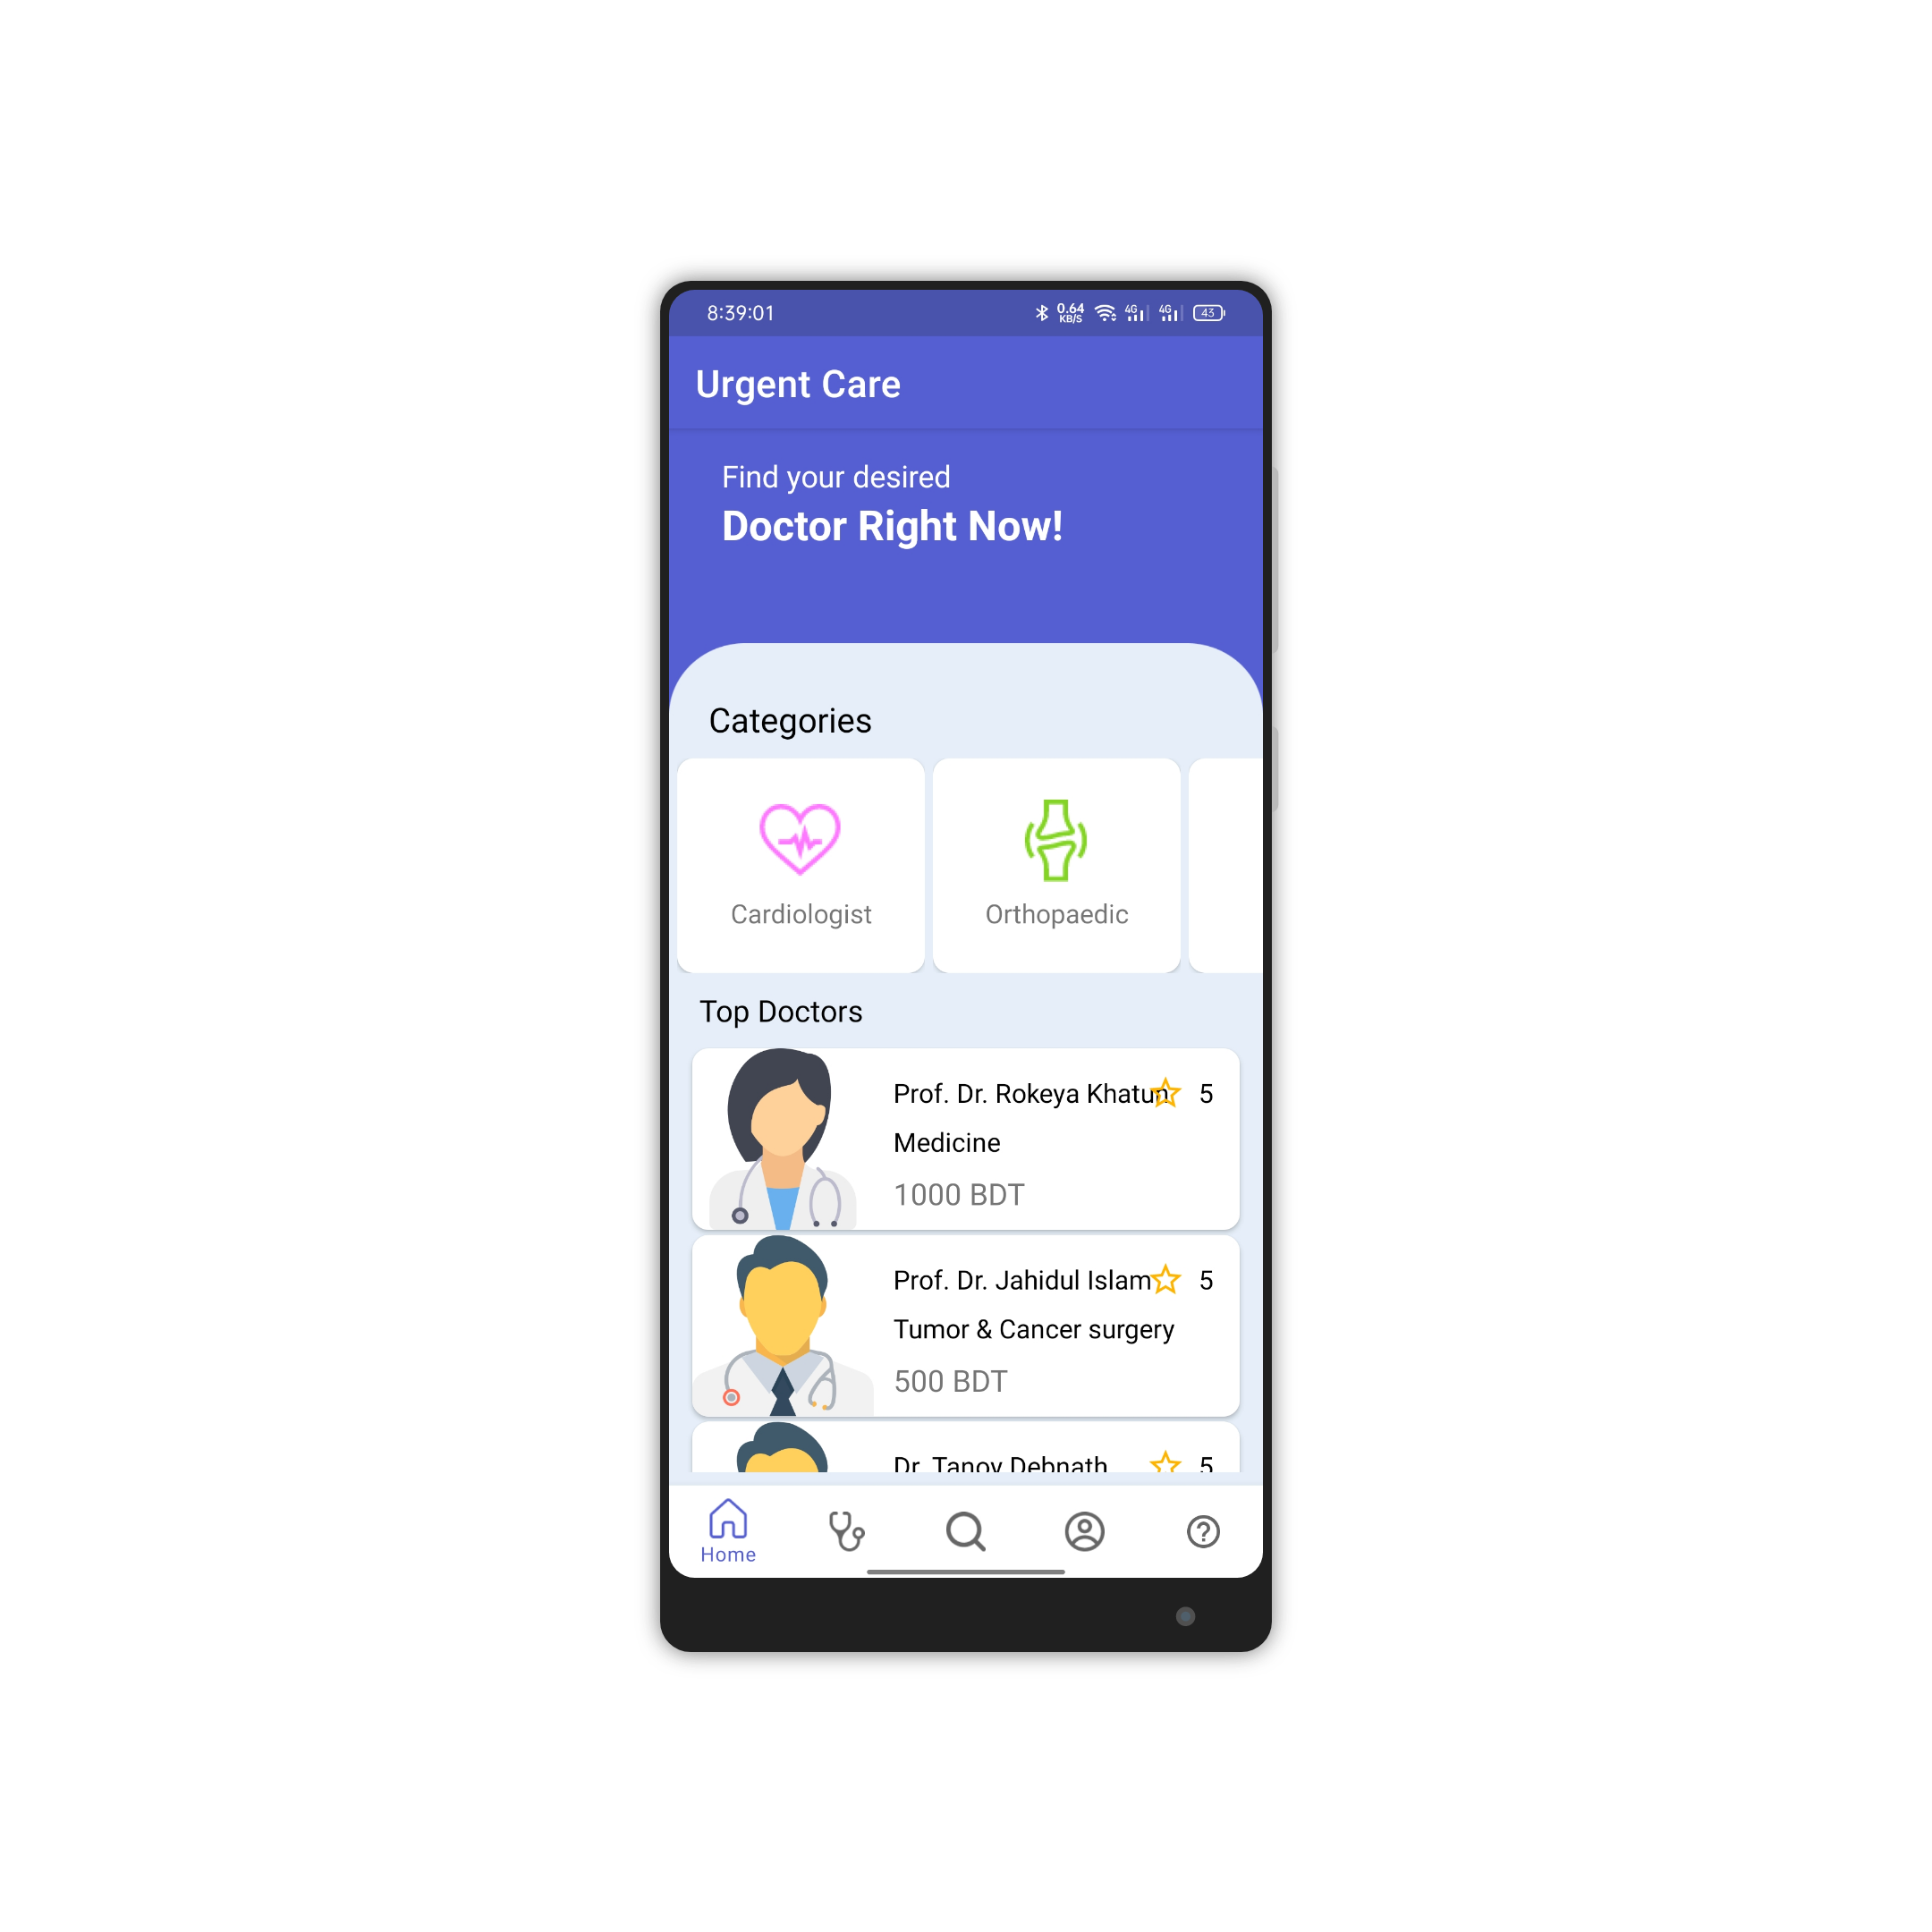 8:39:01 0.64 KB/S 4G 4G 43
Urgent Care
Find your desired
Doctor Right Now!
Categories
Cardiologist Orthopaedic
Top Doctors
Prof. Dr. Rokeya Khatun 5
Medicine
1000 BDT
Prof. Dr. Jahidul Islam 5
Tumor & Cancer surgery
500 BDT
Dr. Tanoy Debnath 5
Home